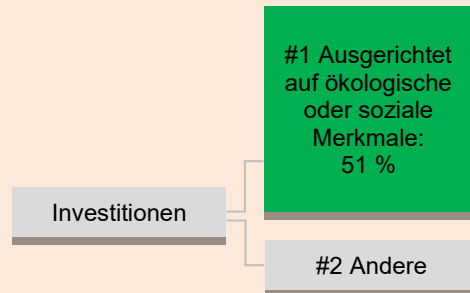 #1 Ausgerichtet
auf ökologische
oder soziale
Merkmale:
51 %
Investitionen
#2 Andere